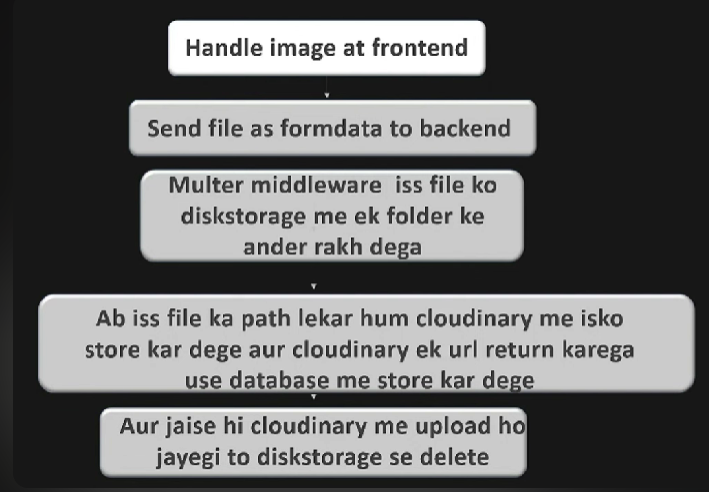 Handle image at frontend
Send file as formdata to backend
Multer middleware iss file ko
diskstorage me ek folder ke
ander rakh dega
Ab iss file ka path lekar hum cloudinary me isko
store kar dege aur cloudinary ek url return karega
use database me store kar dege
Aur jaise hi cloudinary me upload ho
jayegi to diskstorage se delete